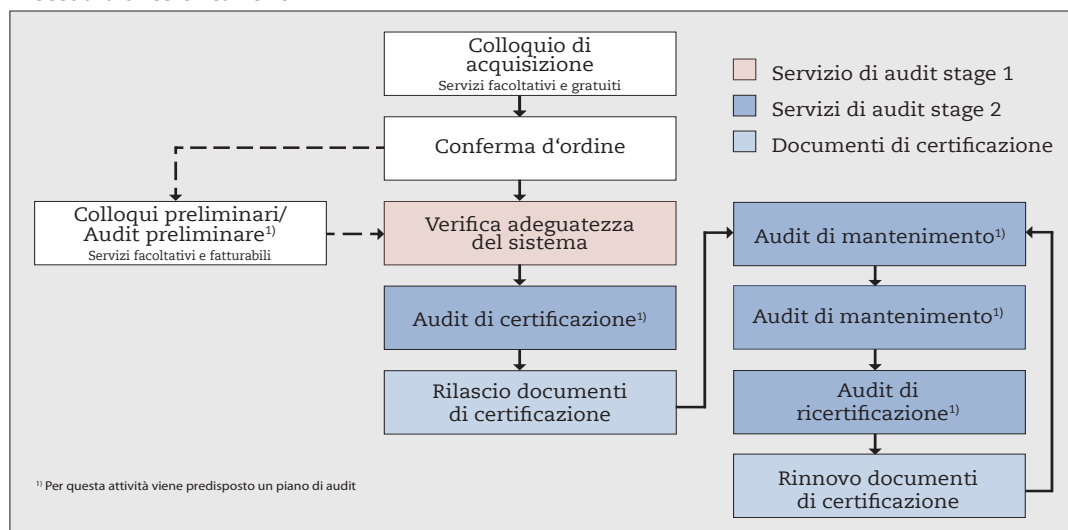 Colloquio di
acquisizione
Servizi facoltativi e gratuiti
Servizio di audit stage 1
Servizi di audit stage 2
Documenti di certificazione
Conferma d‘ordine
Colloqui preliminari/
Audit preliminare1)
Servizi facoltativi e fatturabili
Verifica adeguatezza
del sistema
Audit di certificazione1)
Rilascio documenti
di certificazione
Audit di mantenimento1)
Audit di mantenimento1)
Audit di
ricertificazione1)
Rinnovo documenti
di certificazione
1) Per questa attività viene predisposto un piano di audit